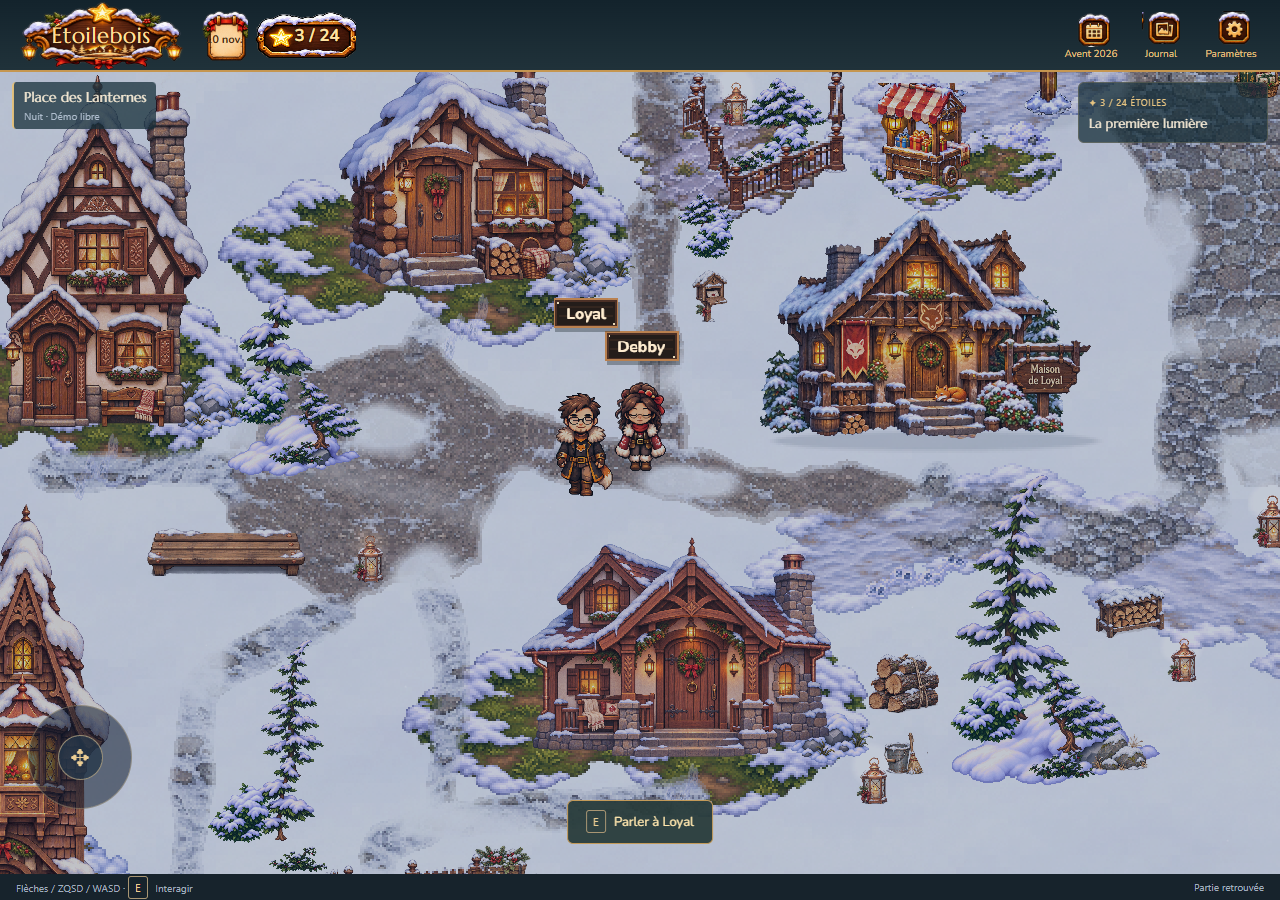 Etoilebois
0 nov.
3 / 24
Avent 2026
Journal
Paramètres
Place des Lanternes
Nuit · Démo libre
✦ 3 / 24 ÉTOILES
La première lumière
Loyal
Debby
Maison
de Loyal
E Parler à Loyal
Flèches / ZQSD / WASD · E Interagir
Partie retrouvée